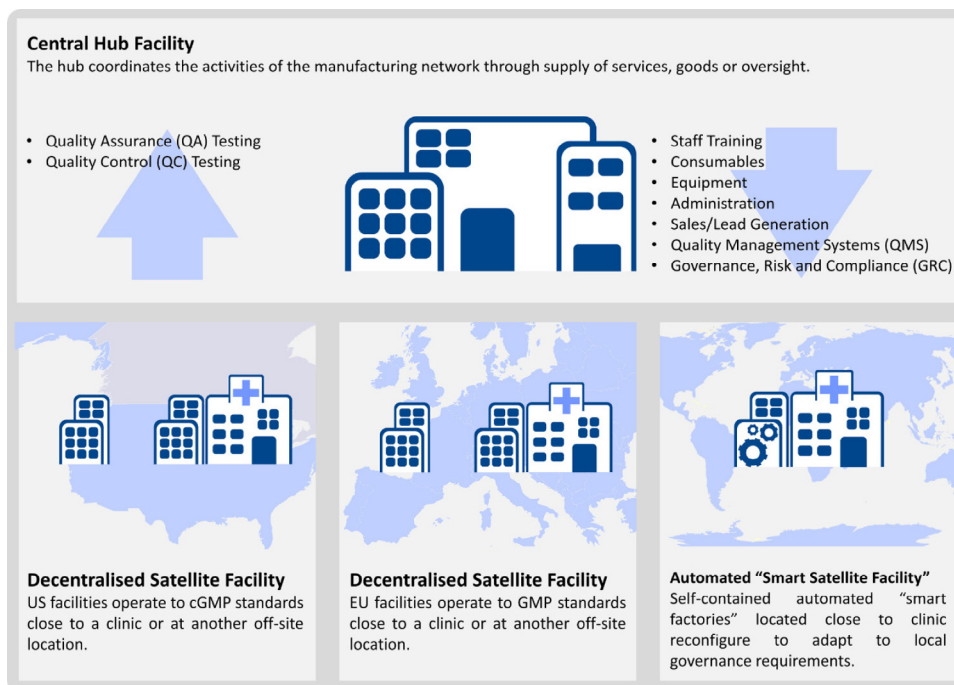 Central Hub Facility
The hub coordinates the activities of the manufacturing network through supply of services, goods or oversight.
• Quality Assurance (QA) Testing
• Quality Control (QC) Testing
• Staff Training
• Consumables
• Equipment
• Administration
• Sales/Lead Generation
• Quality Management Systems (QMS)
• Governance, Risk and Compliance (GRC)
Decentralised Satellite Facility
US facilities operate to cGMP standards
close to a clinic or at another off-site
location.
Decentralised Satellite Facility
EU facilities operate to GMP standards
close to a clinic or at another off-site
location.
Automated “Smart Satellite Facility”
Self-contained automated “smart
factories” located close to clinic
reconfigure to adapt to local
governance requirements.